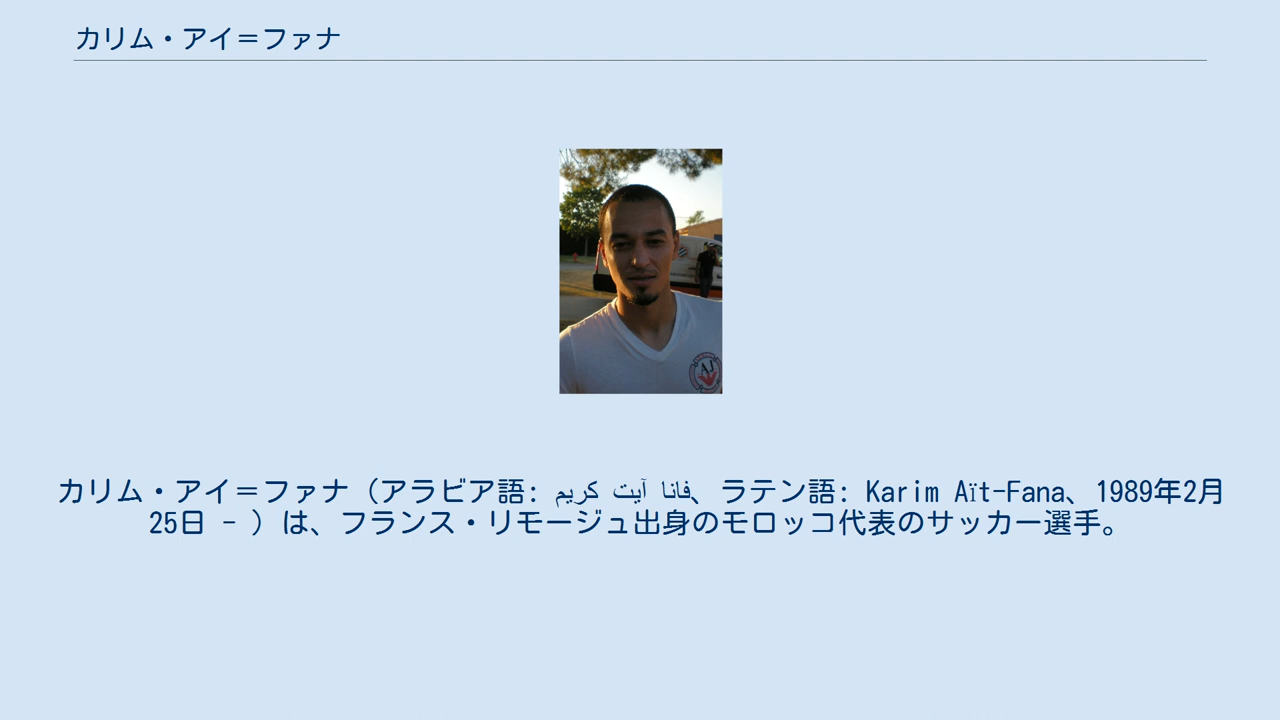 カリム・アイ＝ファナ
AJ
カリム・アイ＝ファナ（アラビア語: فانا آيت كريم、ラテン語: Karim Aït-Fana、1989年2月
25日 - ）は、フランス・リモージュ出身のモロッコ代表のサッカー選手。